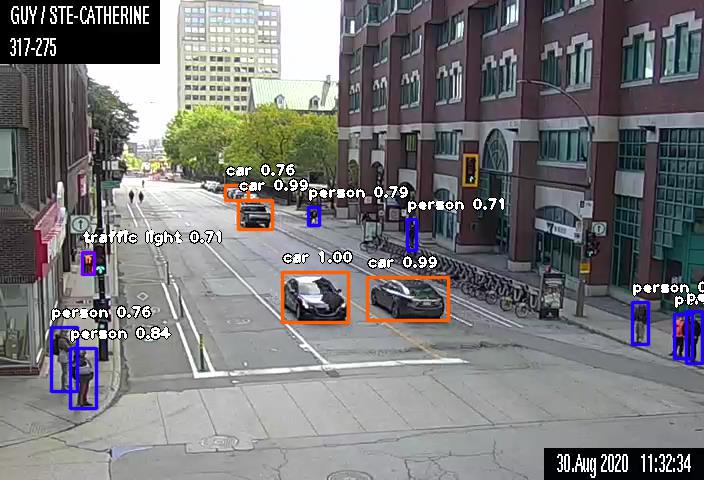 GUY / STE-CATHERINE
317-275
car 0.76
car 0.99
person 0.79
person 0.71
traffic light 0.71
car 1.00
car 0.99
person 0.76
person 0.84
person 0
30.Aug 2020 11:32:34